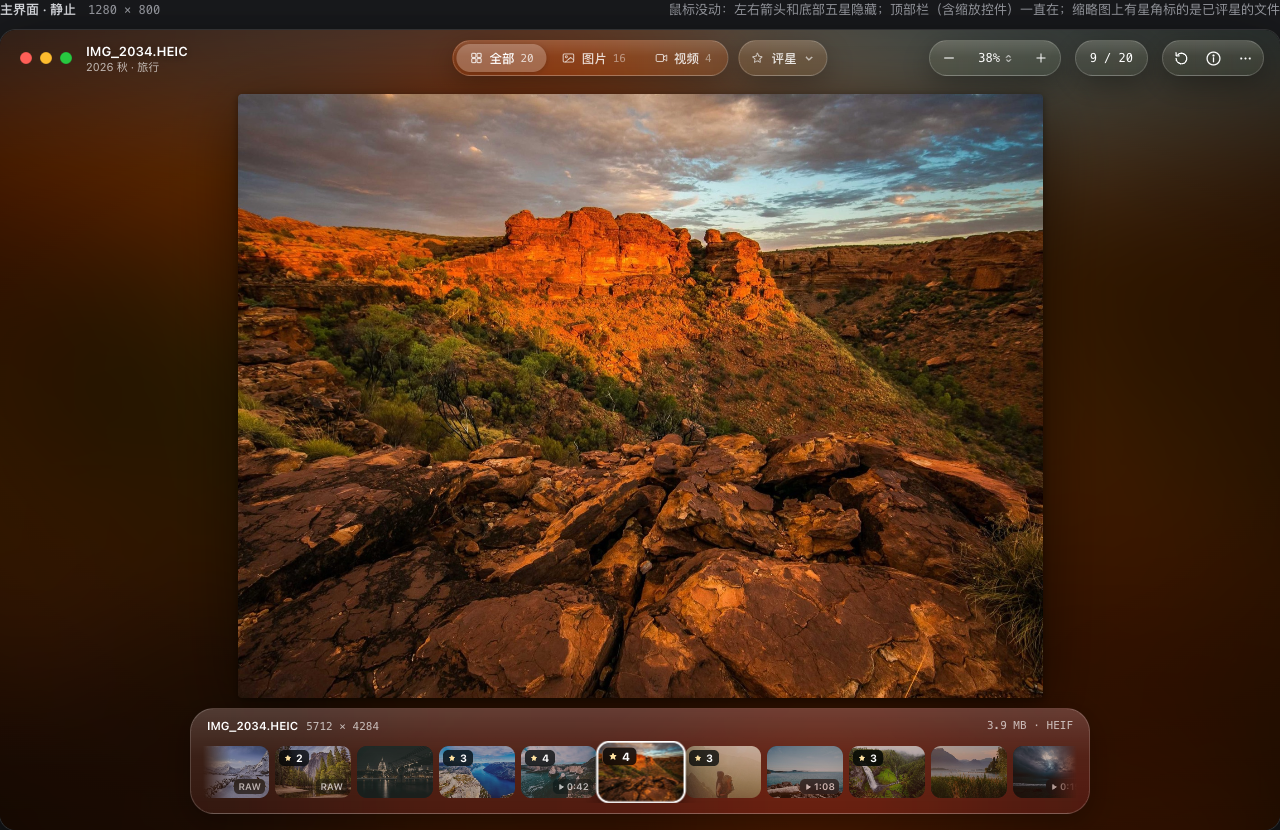 主界面 · 静止 1280 × 800
鼠标没动：左右箭头和底部五星隐藏；顶部栏（含缩放控件）一直在；缩略图上有星角标的是已评星的文件
IMG_2034.HEIC
2026 秋 · 旅行
全部 20 图片 16 视频 4 评星
38%
9 / 20
IMG_2034.HEIC 5712 × 4284
3.9 MB · HEIF
RAW
2
RAW
3
4
0:42
4
3
1:08
3